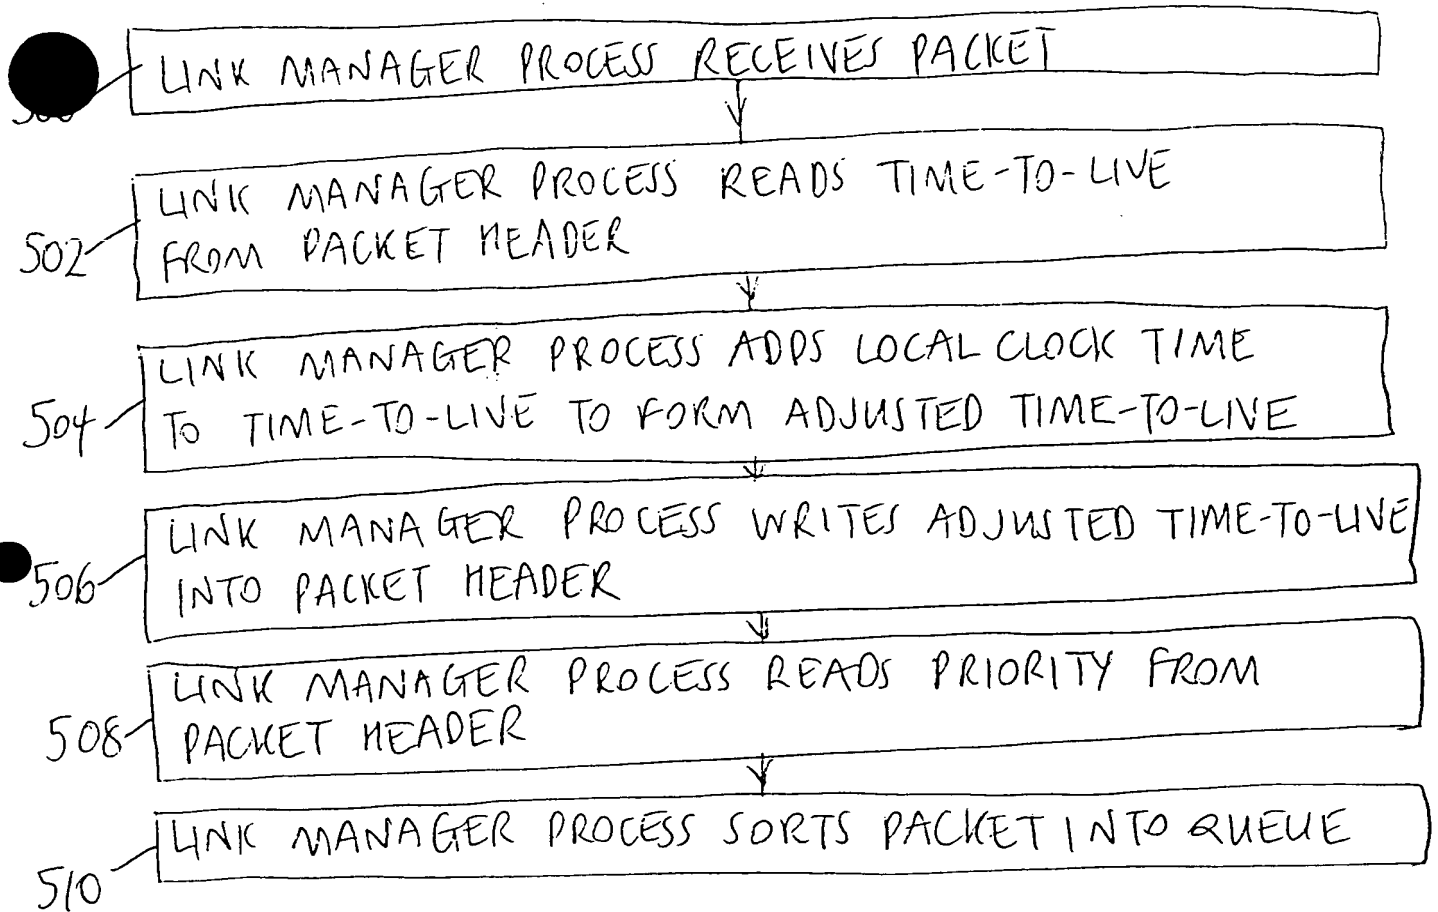 LINK MANAGER PROCESS RECEIVES PACKET
LINK MANAGER PROCESS READS TIME-TO-LIVE
502 FROM PACKET HEADER
LINK MANAGER PROCESS ADDS LOCAL CLOCK TIME
504 TO TIME-TO-LIVE TO FORM ADJUSTED TIME-TO-LIVE
LINK MANAGER PROCESS WRITES ADJUSTED TIME-TO-LIVE
506 INTO PACKET HEADER
LINK MANAGER PROCESS READS PRIORITY FROM
508 PACKET HEADER
LINK MANAGER PROCESS SORTS PACKET INTO QUEUE
510